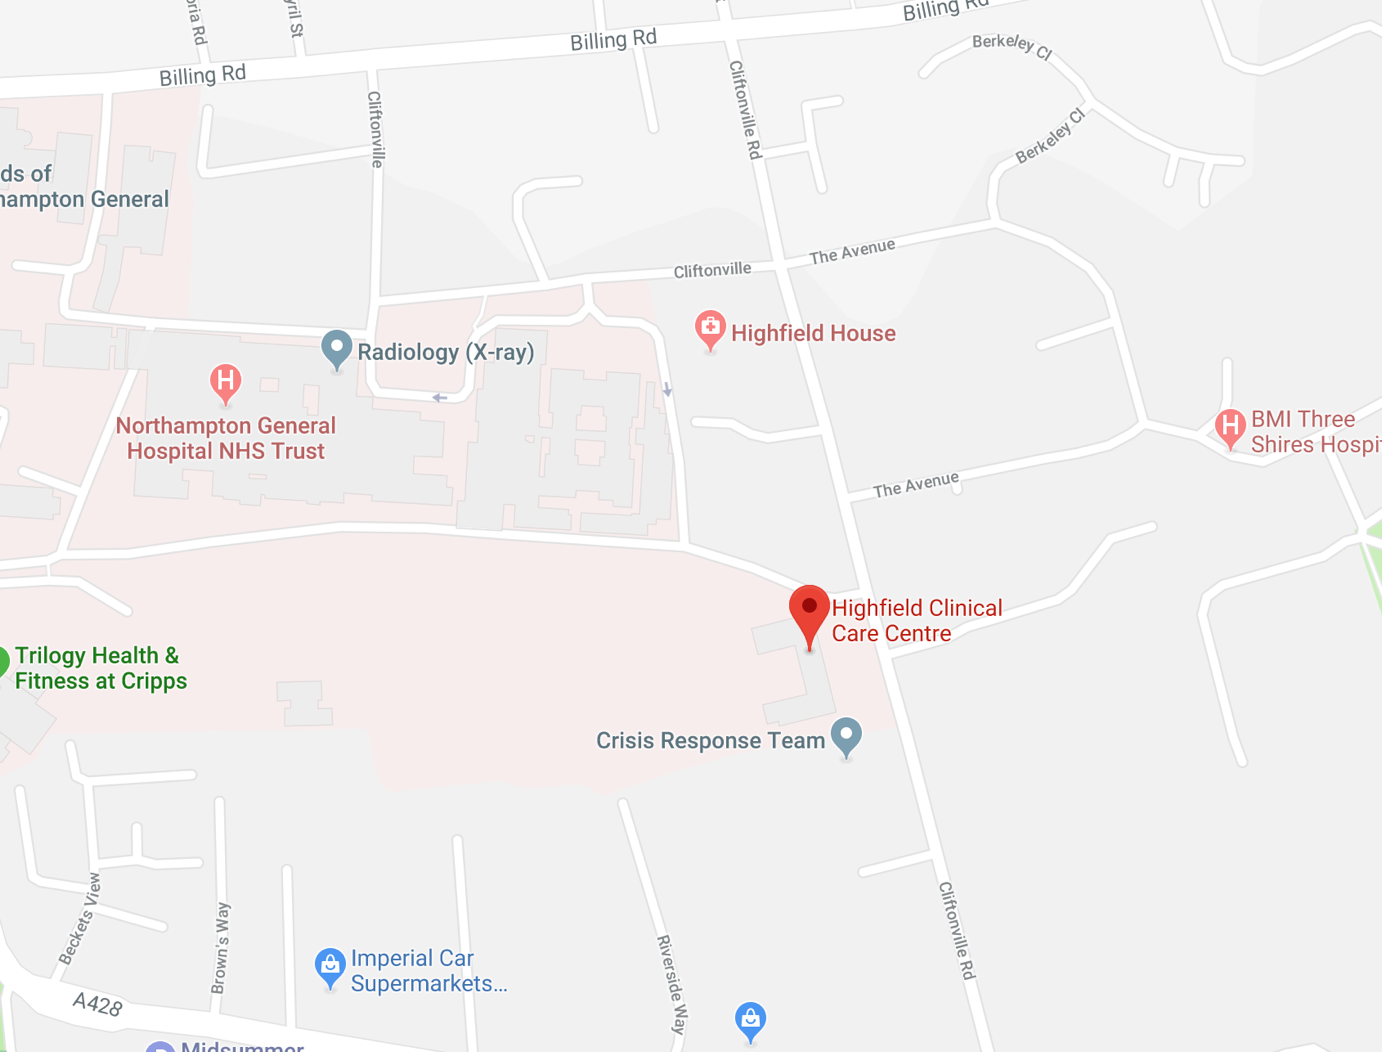 Billing Rd
Billing Rd
Billing Rd
Berkeley Cl
Cliftonville
Cliftonville Rd
Berkeley Cl
ds of
hampton General
The Avenue
Cliftonville
Highfield House
Radiology (X-ray)
Northampton General
Hospital NHS Trust
BMI Three
Shires Hospit
The Avenue
Highfield Clinical
Care Centre
Trilogy Health &
Fitness at Cripps
Crisis Response Team
Beckets View
Brown's Way
Cliftonville Rd
Riverside Way
Imperial Car
Supermarkets...
A428
Midsummer